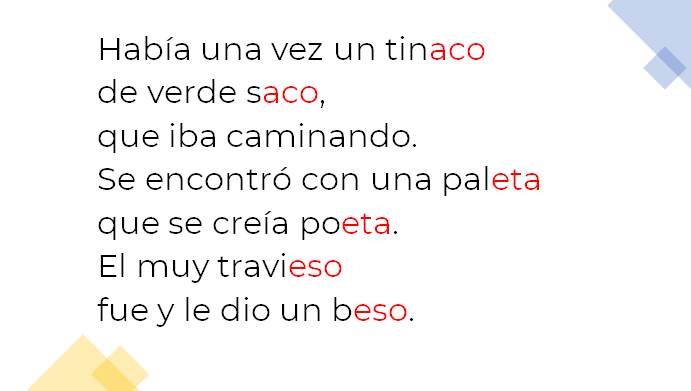 Había una vez un tinaco
de verde saco,
que iba caminando.
Se encontró con una paleta
que se creía poeta.
El muy travieso
fue y le dio un beso.